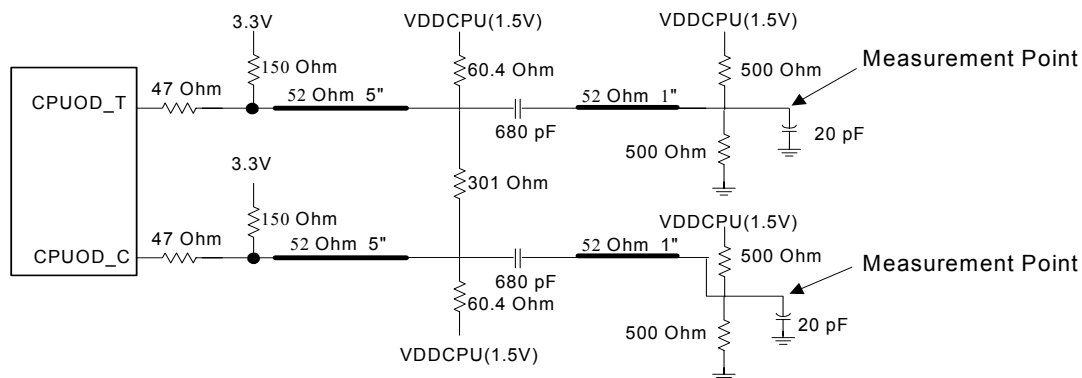 3.3V
VDDCPU(1.5V)
VDDCPU(1.5V)
150 Ohm
60.4 Ohm
500 Ohm
Measurement Point
47 Ohm
CPUOD_T
52 Ohm 5"
52 Ohm 1"
680 pF
20 pF
500 Ohm
3.3V
301 Ohm
150 Ohm
VDDCPU(1.5V)
47 Ohm
CPUOD_C
52 Ohm 5"
52 Ohm 1"
500 Ohm
Measurement Point
680 pF
60.4 Ohm
20 pF
500 Ohm
VDDCPU(1.5V)